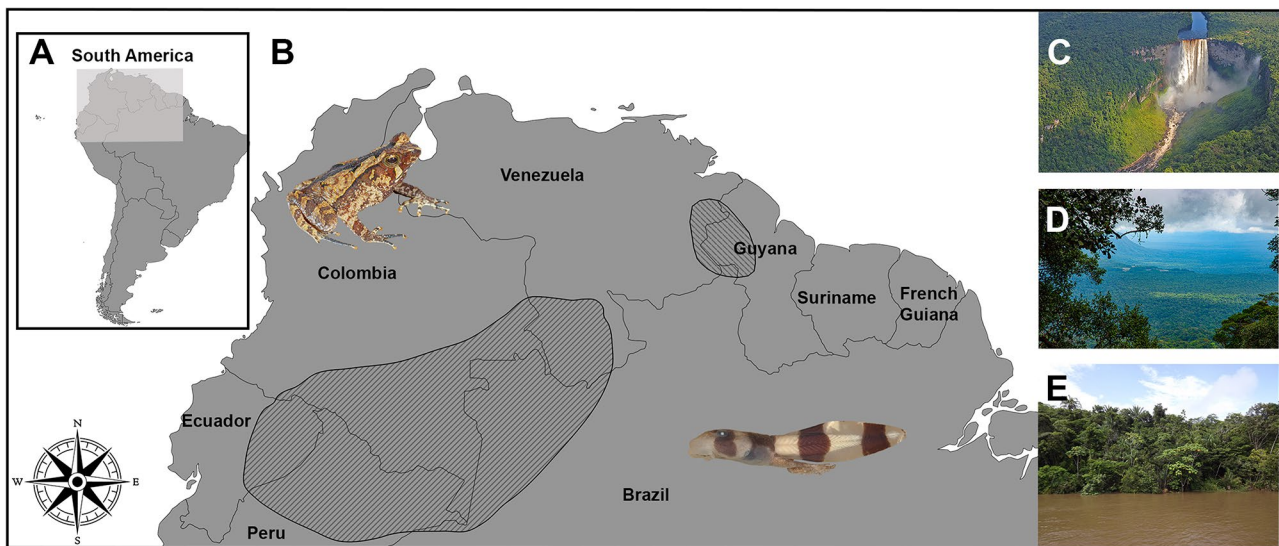 A
South America
B
Venezuela
Guyana
Colombia
Suriname
French
Guiana
Ecuador
Brazil
Peru
N
W
E
S
C
D
E